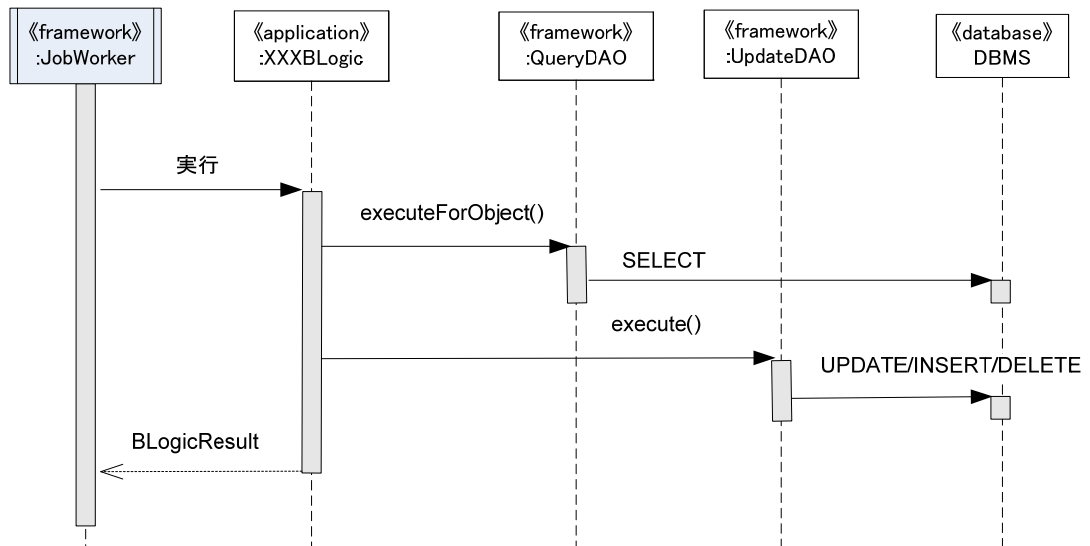 《framework》
:JobWorker
《application》
:XXXBLogic
《framework》
:QueryDAO
《framework》
:UpdateDAO
《database》
DBMS
実行
executeForObject()
SELECT
execute()
UPDATE/INSERT/DELETE
BLogicResult